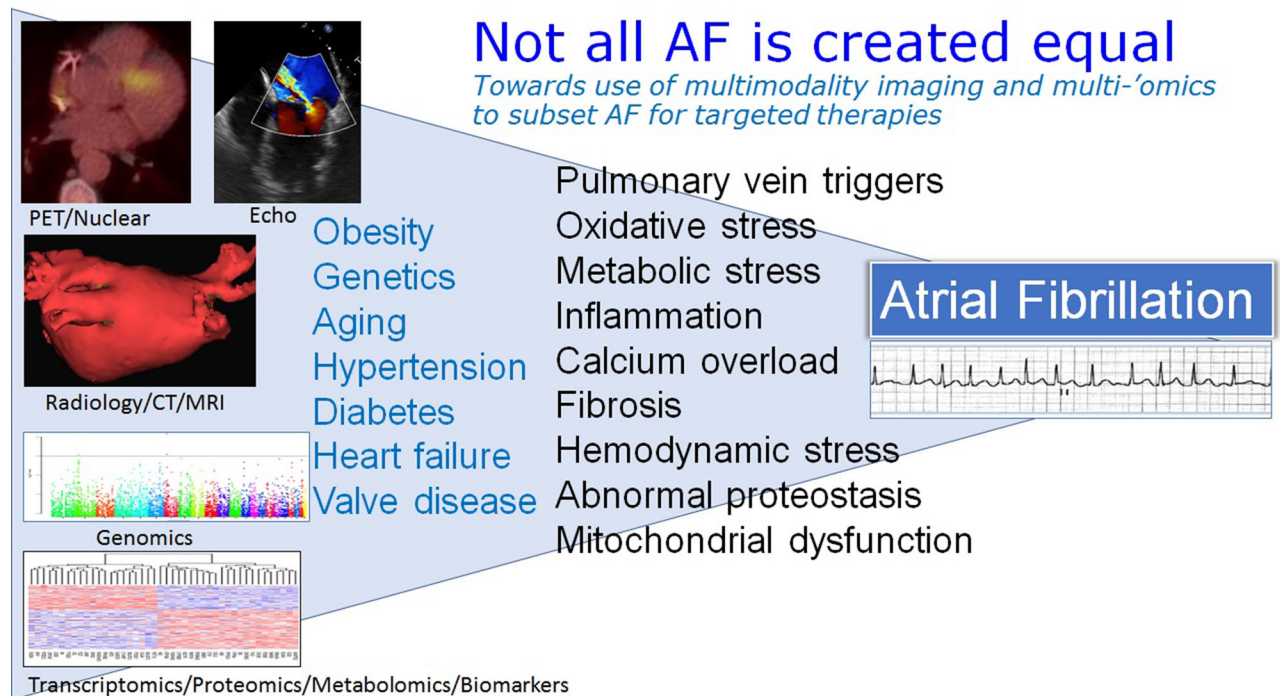 Not all AF is created equal
Towards use of multimodality imaging and multi-'omics
to subset AF for targeted therapies
PET/Nuclear
Echo
Radiology/CT/MRI
Genomics
Transcriptomics/Proteomics/Metabolomics/Biomarkers
Obesity
Genetics
Aging
Hypertension
Diabetes
Heart failure
Valve disease
Pulmonary vein triggers
Oxidative stress
Metabolic stress
Inflammation
Calcium overload
Fibrosis
Hemodynamic stress
Abnormal proteostasis
Mitochondrial dysfunction
Atrial Fibrillation
II